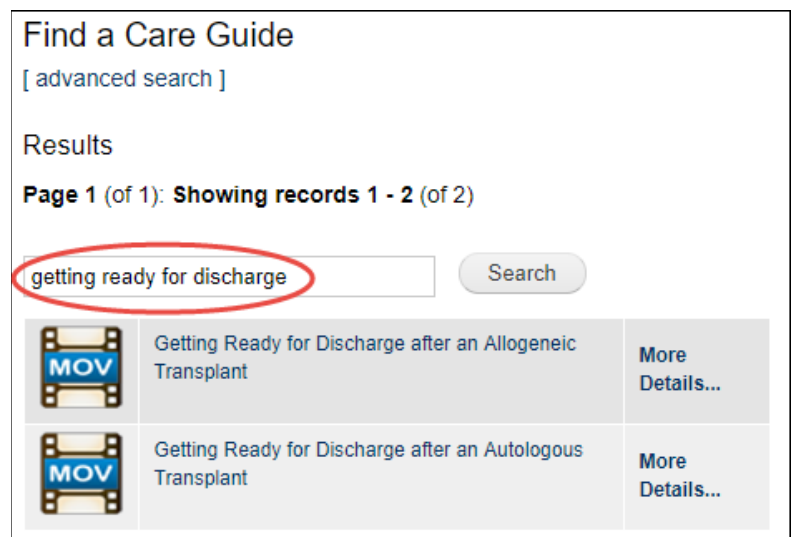 Find a Care Guide
[ advanced search ]
Results
Page 1 (of 1): Showing records 1 - 2 (of 2)
getting ready for discharge
Search
MOV
Getting Ready for Discharge after an Allogeneic
Transplant
More
Details...
MOV
Getting Ready for Discharge after an Autologous
Transplant
More
Details...